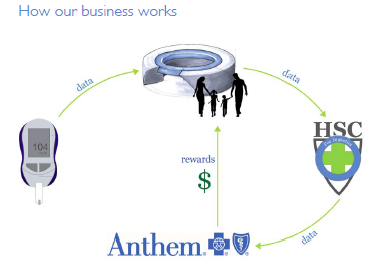 How our business works
data
data
104
HSC
rewards
$
data
Anthem.